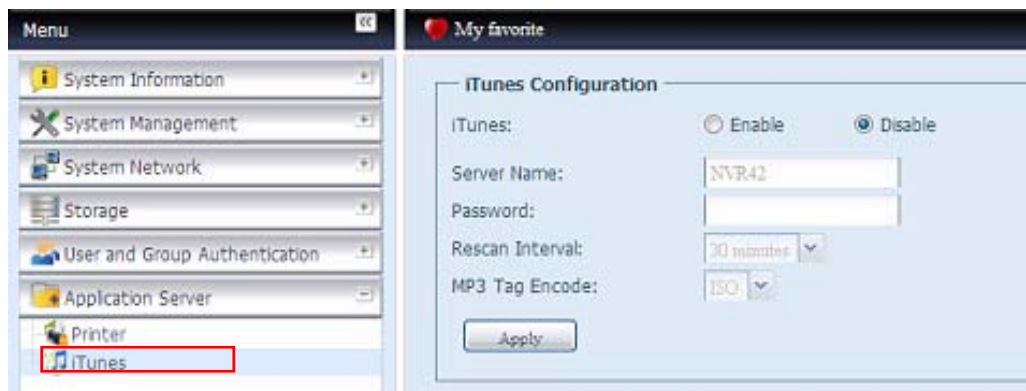 Menu
System Information
System Management
System Network
Storage
User and Group Authentication
Application Server
Printer
iTunes
My favorite
iTunes Configuration
iTunes:
Enable
Disable
Server Name:
NVR42
Password:
Rescan Interval:
30 minutes
MP3 Tag Encode:
ISO
Apply